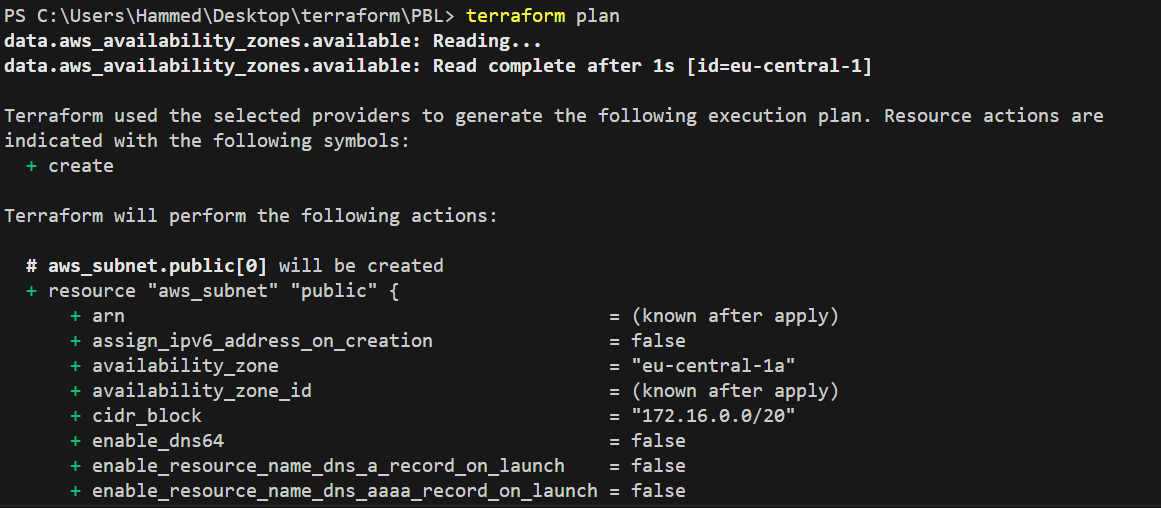 PS C:\Users\Hammed\Desktop\terraform\PBL> terraform plan
data.aws_availability_zones.available: Reading...
data.aws_availability_zones.available: Read complete after 1s [id=eu-central-1]

Terraform used the selected providers to generate the following execution plan. Resource actions are
indicated with the following symbols:
  + create

Terraform will perform the following actions:

  # aws_subnet.public[0] will be created
  + resource "aws_subnet" "public" {
      + arn                                            = (known after apply)
      + assign_ipv6_address_on_creation                = false
      + availability_zone                              = "eu-central-1a"
      + availability_zone_id                           = (known after apply)
      + cidr_block                                     = "172.16.0.0/20"
      + enable_dns64                                   = false
      + enable_resource_name_dns_a_record_on_launch    = false
      + enable_resource_name_dns_aaaa_record_on_launch = false